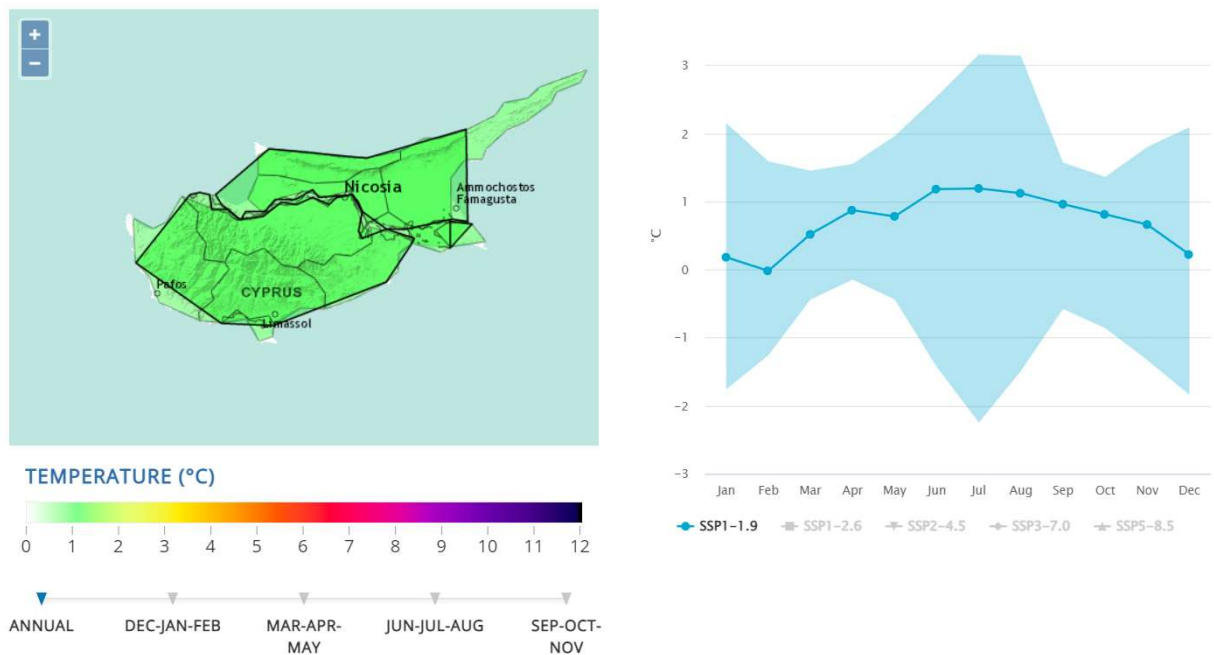 +
−
Nicosia
Ammochostos
Famagusta
Pafos
CYPRUS
Limassol
TEMPERATURE (°C)
0 1 2 3 4 5 6 7 8 9 10 11 12
ANNUAL DEC-JAN-FEB MAR-APR-MAY JUN-JUL-AUG SEP-OCT-NOV
3
2
1
°C
0
−1
−2
−3
Jan Feb Mar Apr May Jun Jul Aug Sep Oct Nov Dec
SSP1−1.9 SSP1−2.6 SSP2−4.5 SSP3−7.0 SSP5−8.5